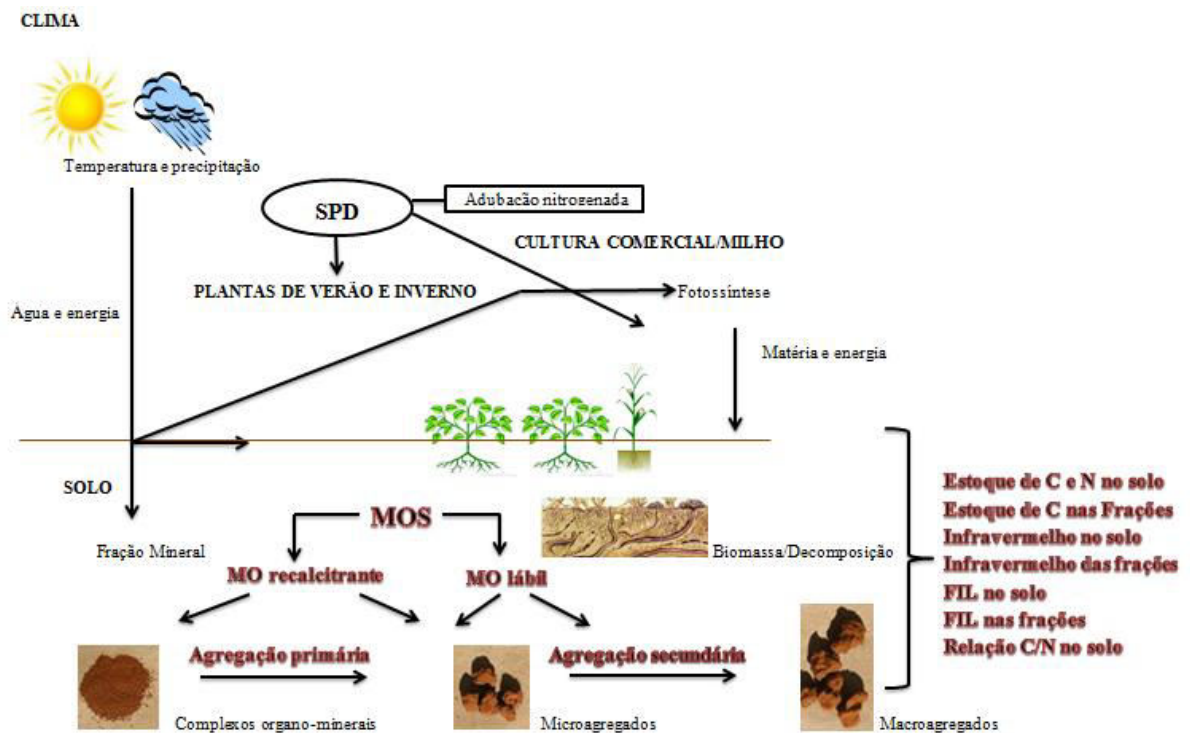 CLIMA
Temperatura e precipitação
SPD
Adubacão nitrogenada
CULTURA COMERCIAL/MILHO
PLANTAS DE VERÃO E INVERNO
Fotossíntese
Água e energia
Matéria e energia
SOLO
MOS
Fração Mineral
Biomassa/Decomposição
MO recalcitrante
MO lábil
Agregação primária
Agregação secundária
Complexos organo-minerais
Microagregados
Macroagregados
Estoque de C e N no solo
Estoque de C nas Frações
Infravermelho no solo
Infravermelho das frações
FIL no solo
FIL nas frações
Relação C/N no solo